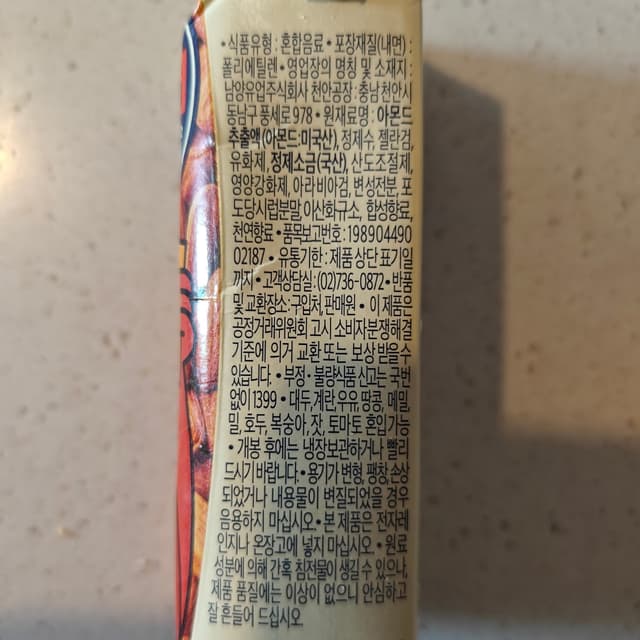 •식품유형 : 혼합음료 • 포장재질(내면) :
폴리에틸렌 • 영업장의 명칭 및 소재지 :
남양유업주식회사 천안공장 : 충남 천안시
동남구 풍세로 978 • 원재료명 : 아몬드
추출액(아몬드:미국산), 정제수, 젤란검,
유화제, 정제소금(국산), 산도조절제,
영양강화제, 아라비아검, 변성전분, 포
도당시럽분말, 이산화규소, 합성향료,
천연향료 • 품목보고번호 : 198904490
02187 • 유통기한 : 제품 상단 표기일
까지 • 고객상담실 : (02)736-0872 • 반품
및 교환장소 : 구입처, 판매원 • 이 제품은
공정거래위원회 고시 소비자분쟁해결
기준에 의거 교환 또는 보상 받을 수
있습니다. • 부정·불량식품 신고는 국번
없이 1399 • 대두, 계란, 우유, 땅콩, 메밀,
밀, 호두, 복숭아, 잣, 토마토 혼입 가능
• 개봉 후에는 냉장보관하거나 빨리
드시기 바랍니다 • 용기가 변형, 팽창, 손상
되었거나 내용물이 변질되었을 경우
음용하지 마십시오 • 본 제품은 전자레
인지나 온장고에 넣지 마십시오 • 원료
성분에 의해 간혹 침전물이 생길 수 있으나,
제품 품질에는 이상이 없으니 안심하고
잘 흔들어 드십시오